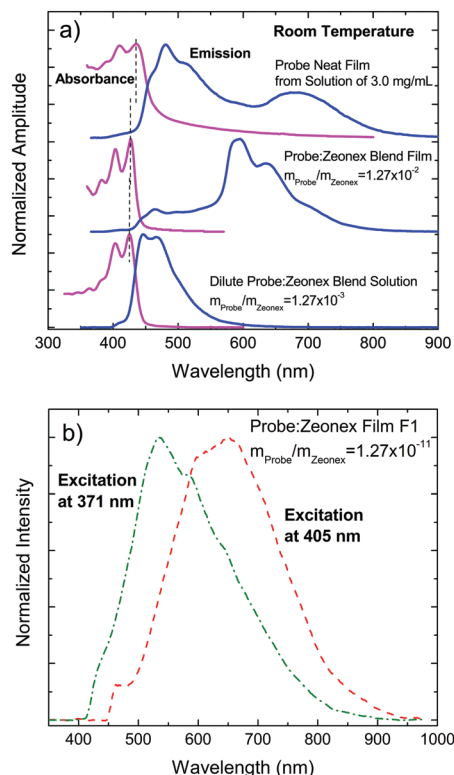 a)
Room Temperature
Emission
Absorbance
Probe Neat Film
from Solution of 3.0 mg/mL
Probe:Zeonex Blend Film
m_Probe/m_Zeonex=1.27x10^-2
Dilute Probe:Zeonex Blend Solution
m_Probe/m_Zeonex=1.27x10^-3
Normalized Amplitude
300 400 500 600 700 800 900
Wavelength (nm)
b)
Probe:Zeonex Film F1
m_Probe/m_Zeonex=1.27x10^-11
Excitation
at 371 nm
Excitation
at 405 nm
Normalized Intensity
400 500 600 700 800 900 1000
Wavelength (nm)